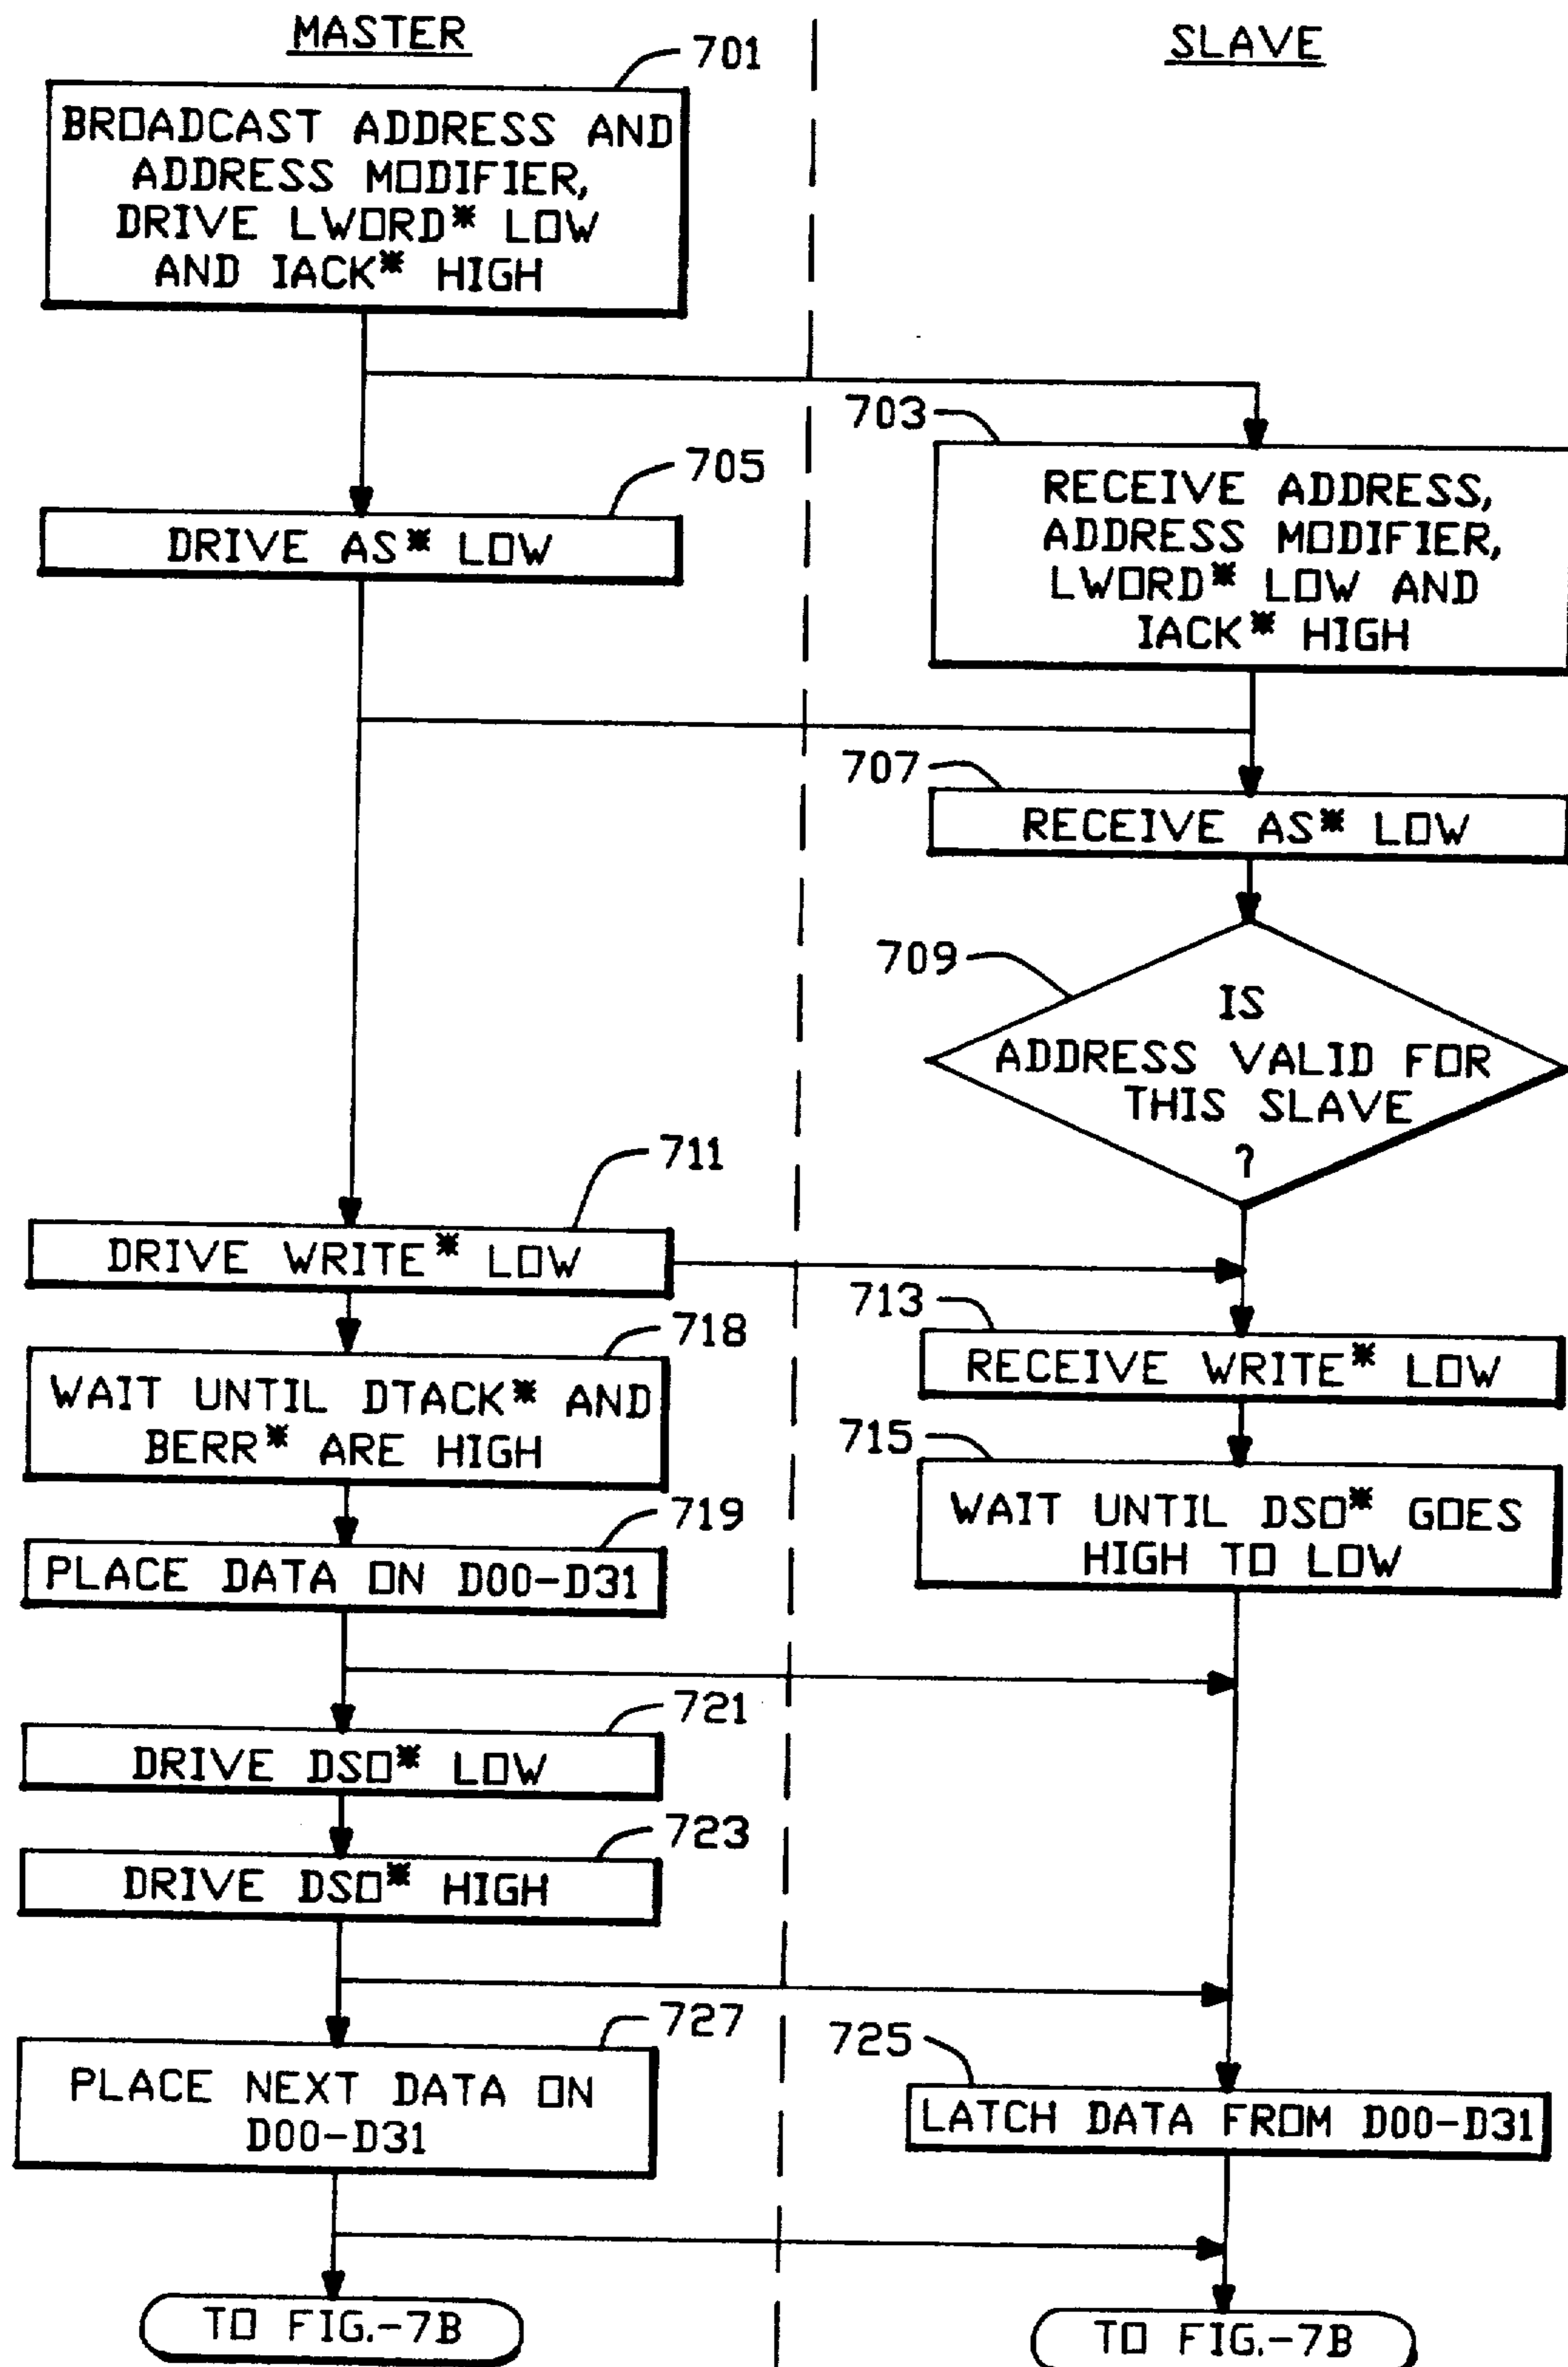 MASTER
SLAVE
701
BROADCAST ADDRESS AND
ADDRESS MODIFIER,
DRIVE LWORD* LOW
AND IACK* HIGH
703
RECEIVE ADDRESS,
ADDRESS MODIFIER,
LWORD* LOW AND
IACK* HIGH
705
DRIVE AS* LOW
707
RECEIVE AS* LOW
709
IS
ADDRESS VALID FOR
THIS SLAVE
?
711
DRIVE WRITE* LOW
713
RECEIVE WRITE* LOW
718
WAIT UNTIL DTACK* AND
BERR* ARE HIGH
715
WAIT UNTIL DSO* GOES
HIGH TO LOW
719
PLACE DATA ON D00-D31
721
DRIVE DSO* LOW
723
DRIVE DSO* HIGH
727
PLACE NEXT DATA ON
D00-D31
725
LATCH DATA FROM D00-D31
TO FIG.-7B
TO FIG.-7B